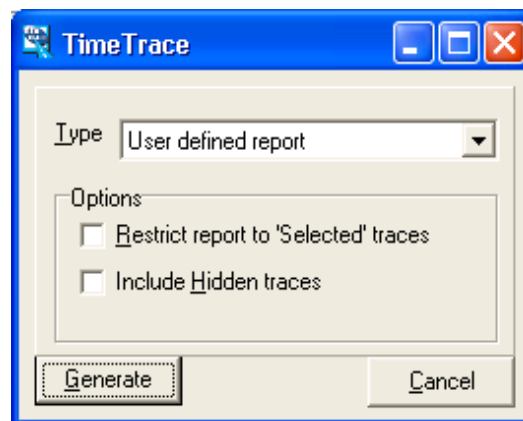 TimeTrace
Type User defined report
Options
Restrict report to 'Selected' traces
Include Hidden traces
Generate Cancel